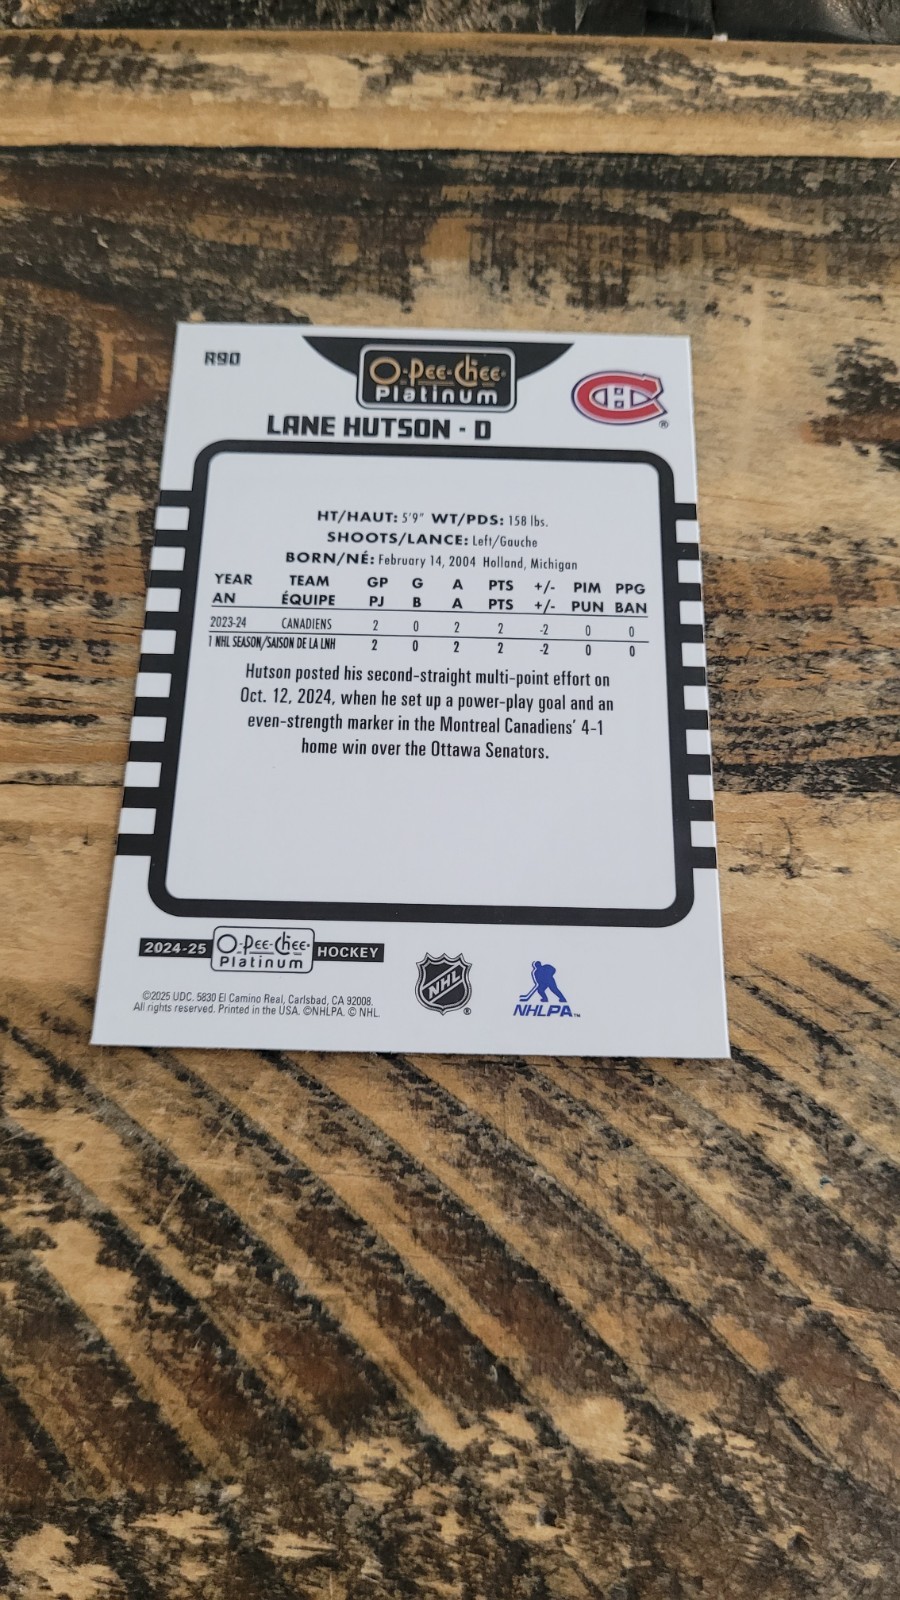 R90
O-Pee-Chee
Platinum
LANE HUTSON - D
HT/HAUT: 5'9" WT/PDS: 158 lbs.
SHOOTS/LANCE: Left/Gauche
BORN/NÉ: February 14, 2004 Holland, Michigan
YEAR TEAM GP G A PTS +/- PIM PPG
AN ÉQUIPE PJ B A PTS +/- PUN BAN
2023-24 CANADIENS 2 0 2 2 -2 0 0
1 NHL SEASON/SAISON DE LA LNH 2 0 2 2 -2 0 0
Hutson posted his second-straight multi-point effort on
Oct. 12, 2024, when he set up a power-play goal and an
even-strength marker in the Montreal Canadiens' 4-1
home win over the Ottawa Senators.
2024-25 O-Pee-Chee Platinum HOCKEY
©2025 UDC. 5830 El Camino Real, Carlsbad, CA 92008.
All rights reserved. Printed in the USA. ©NHLPA. © NHL.
NHL ®
NHLPA™